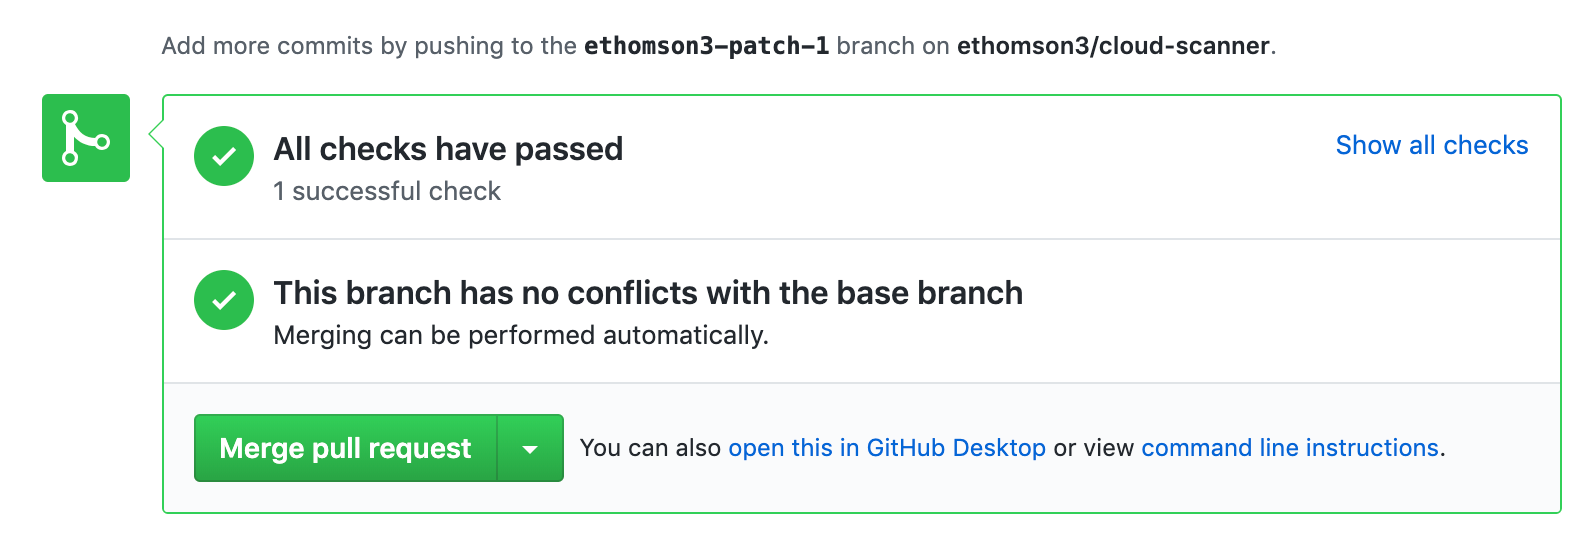 Add more commits by pushing to the ethomson3-patch-1 branch on ethomson3/cloud-scanner.
All checks have passed
Show all checks
1 successful check
This branch has no conflicts with the base branch
Merging can be performed automatically.
Merge pull request
You can also open this in GitHub Desktop or view command line instructions.